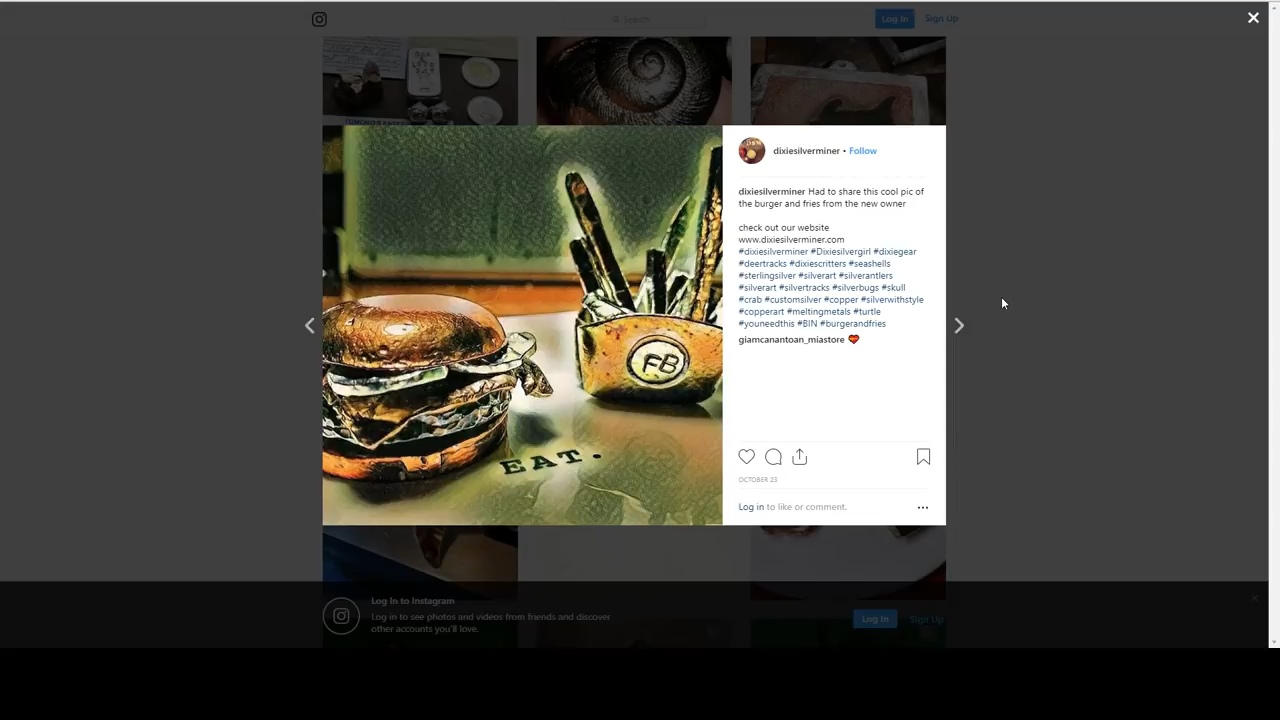 Search
Log In
Sign Up
dixiesilverminer • Follow
dixiesilverminer Had to share this cool pic of
the burger and fries from the new owner
check out our website
www.dixiesilverminer.com
#dixiesilverminer #Dixiesilvergirl #dixiegear
#deertracks #dixiescritters #seashells
#sterlingsilver #silverart #silverantlers
#silverart #silvertracks #silverbugs #skull
#crab #customsilver #copper #silverwithstyle
#copperart #meltingmetals #turtle
#youneedthis #BIN #burgerandfries
giamcanantoan_miastore
FB
EAT.
OCTOBER 23
Log in to like or comment.
Log In to Instagram
Log in to see photos and videos from friends and discover
other accounts you'll love.
Log In
Sign Up